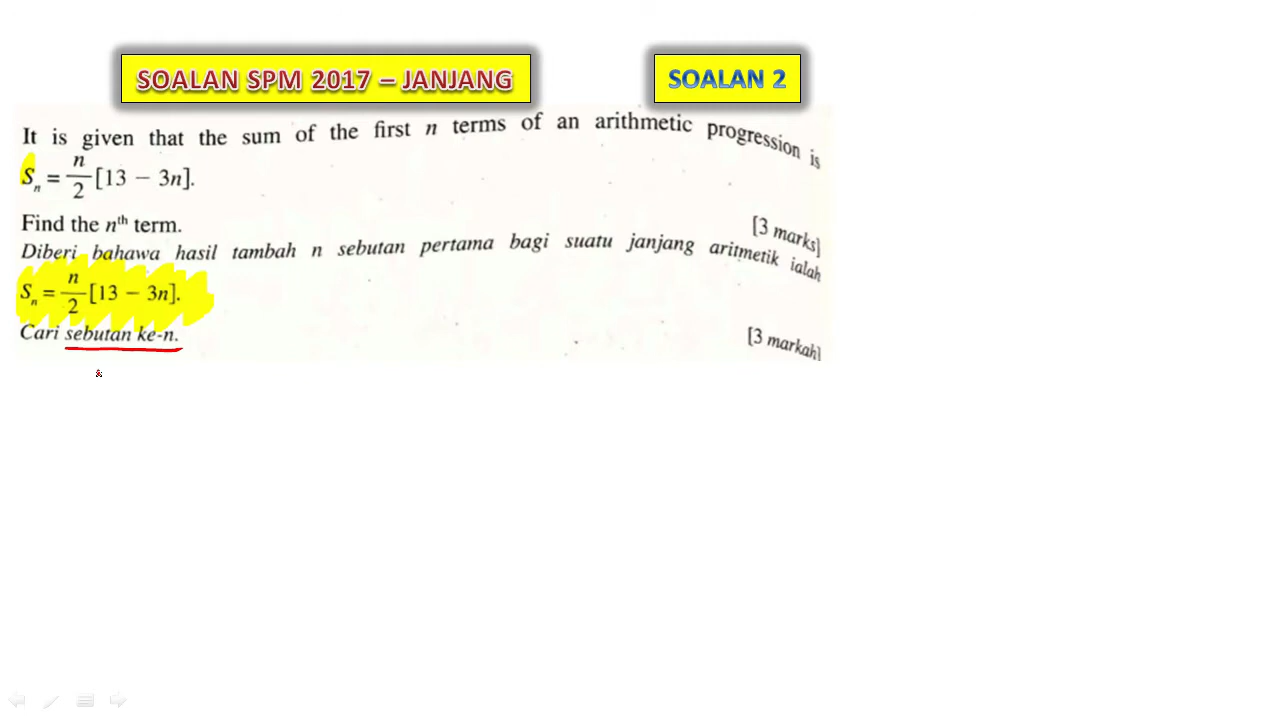 SOALAN SPM 2017 – JANJANG
SOALAN 2
It is given that the sum of the first n terms of an arithmetic progression is
Sₙ = n/2 [13 − 3n].
Find the nᵗʰ term.
[3 marks]
Diberi bahawa hasil tambah n sebutan pertama bagi suatu janjang aritmetik ialah
Sₙ = n/2 [13 − 3n].
Cari sebutan ke-n.
[3 markah]